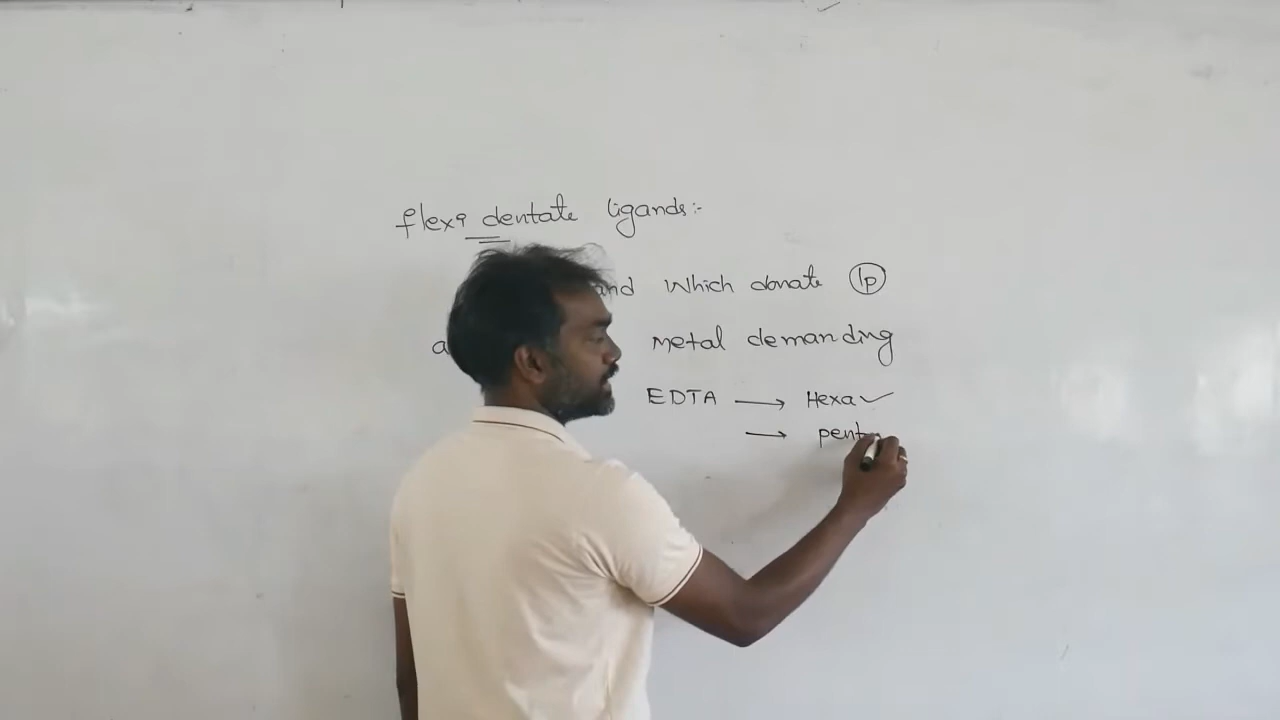 flexi dentate ligands:-
and which donate lp
a metal demanding
EDTA → Hexa ✓
→ pent